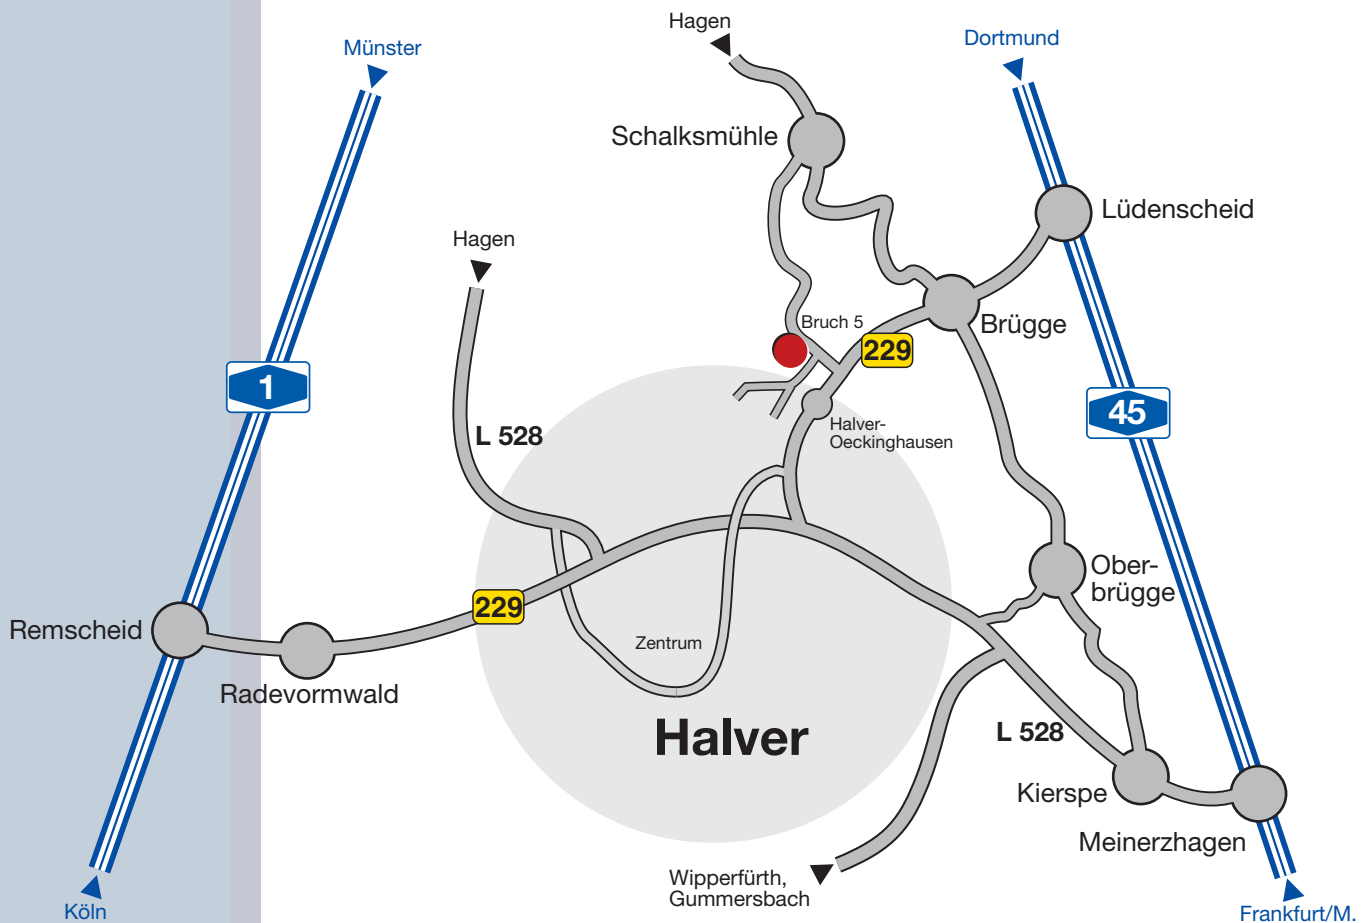 Hagen
Dortmund
Münster
Schalksmühle
Lüdenscheid
Hagen
Bruch 5
Brügge
229
1
45
Halver-
Oeckinghausen
L 528
Ober-
brügge
229
Remscheid
Zentrum
Radevormwald
Halver
L 528
Kierspe
Meinerzhagen
Wipperfürth,
Gummersbach
Köln
Frankfurt/M.